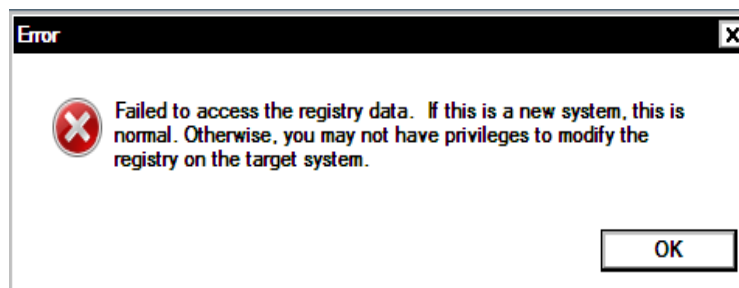 Error
Failed to access the registry data.  If this is a new system, this is
normal. Otherwise, you may not have privileges to modify the
registry on the target system.
OK